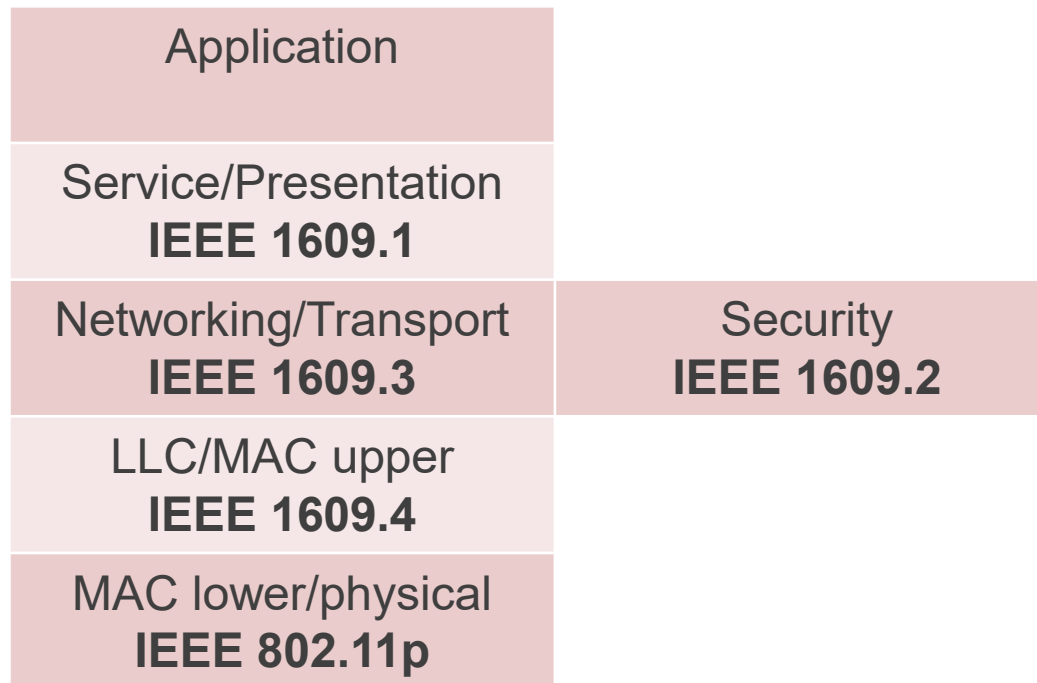 Application
Service/Presentation
IEEE 1609.1
Networking/Transport
IEEE 1609.3
Security
IEEE 1609.2
LLC/MAC upper
IEEE 1609.4
MAC lower/physical
IEEE 802.11p